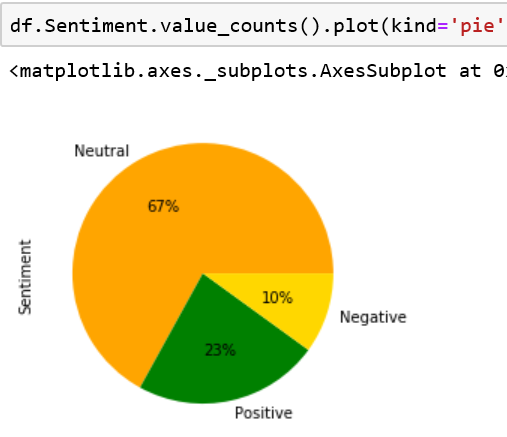 df.Sentiment.value_counts().plot(kind='pie'
<matplotlib.axes._subplots.AxesSubplot at 0
Neutral
67%
Sentiment
10%
Negative
23%
Positive